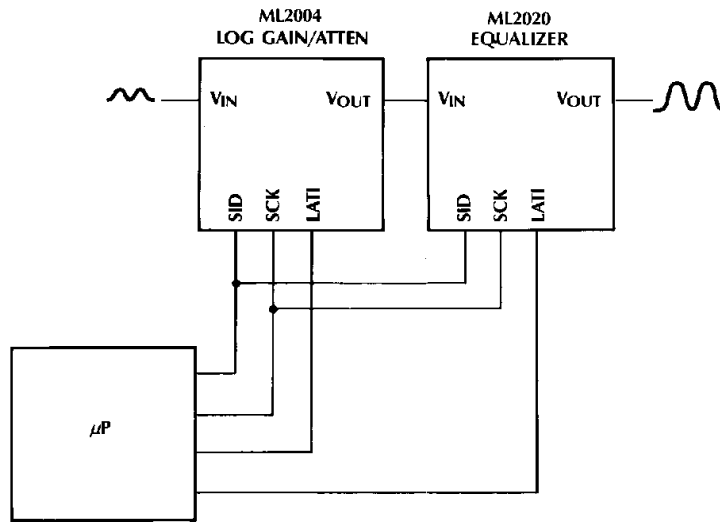 ML2004
LOG GAIN/ATTEN
ML2020
EQUALIZER
VIN
VOUT
VIN
VOUT
SID
SCK
LATI
SID
SCK
LATI
μP